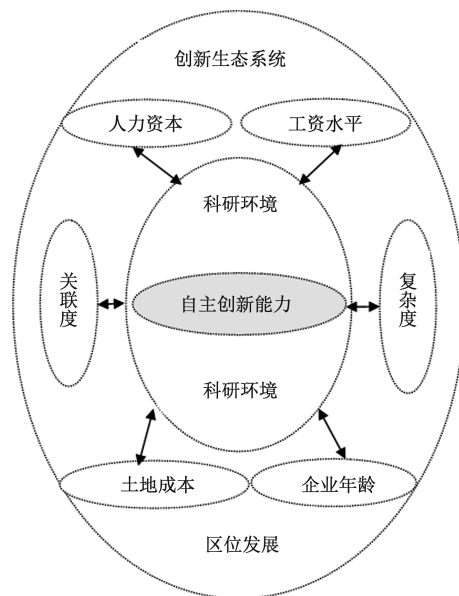 创新生态系统
人力资本
工资水平
科研环境
关联度
自主创新能力
复杂度
科研环境
土地成本
企业年龄
区位发展